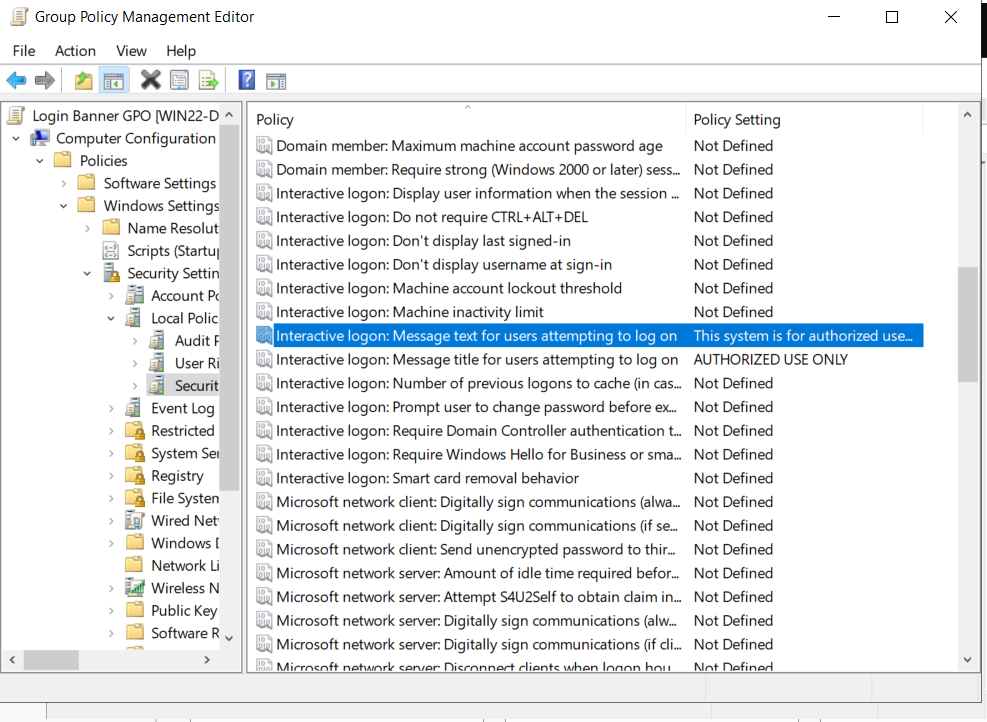 Group Policy Management Editor
File Action View Help
Login Banner GPO [WIN22-D
Computer Configuration
Policies
Software Settings
Windows Settings
Name Resolut
Scripts (Startu
Security Settin
Account Po
Local Polic
Audit P
User Ri
Securit
Event Log
Restricted
System Ser
Registry
File System
Wired Net
Windows D
Network Li
Wireless N
Public Key
Software R
Policy Policy Setting
Domain member: Maximum machine account password age Not Defined
Domain member: Require strong (Windows 2000 or later) sess... Not Defined
Interactive logon: Display user information when the session ... Not Defined
Interactive logon: Do not require CTRL+ALT+DEL Not Defined
Interactive logon: Don't display last signed-in Not Defined
Interactive logon: Don't display username at sign-in Not Defined
Interactive logon: Machine account lockout threshold Not Defined
Interactive logon: Machine inactivity limit Not Defined
Interactive logon: Message text for users attempting to log on This system is for authorized use...
Interactive logon: Message title for users attempting to log on AUTHORIZED USE ONLY
Interactive logon: Number of previous logons to cache (in cas... Not Defined
Interactive logon: Prompt user to change password before ex... Not Defined
Interactive logon: Require Domain Controller authentication t... Not Defined
Interactive logon: Require Windows Hello for Business or sma... Not Defined
Interactive logon: Smart card removal behavior Not Defined
Microsoft network client: Digitally sign communications (alwa... Not Defined
Microsoft network client: Digitally sign communications (if se... Not Defined
Microsoft network client: Send unencrypted password to thir... Not Defined
Microsoft network server: Amount of idle time required befor... Not Defined
Microsoft network server: Attempt S4U2Self to obtain claim in... Not Defined
Microsoft network server: Digitally sign communications (alw... Not Defined
Microsoft network server: Digitally sign communications (if cli... Not Defined
Microsoft network server: Disconnect clients when logon hou... Not Defined